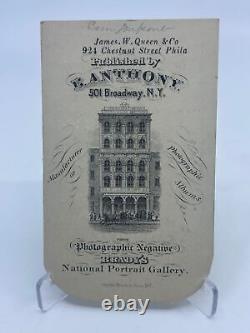 James. W. Queen & Co
924 Chestnut Street Phila
Published by
E. ANTHONY
501 Broadway, N.Y.
Manufacturer
OF
Photographic
Albums.
FROM
Photographic Negative
BRADY'S
National Portrait Gallery.